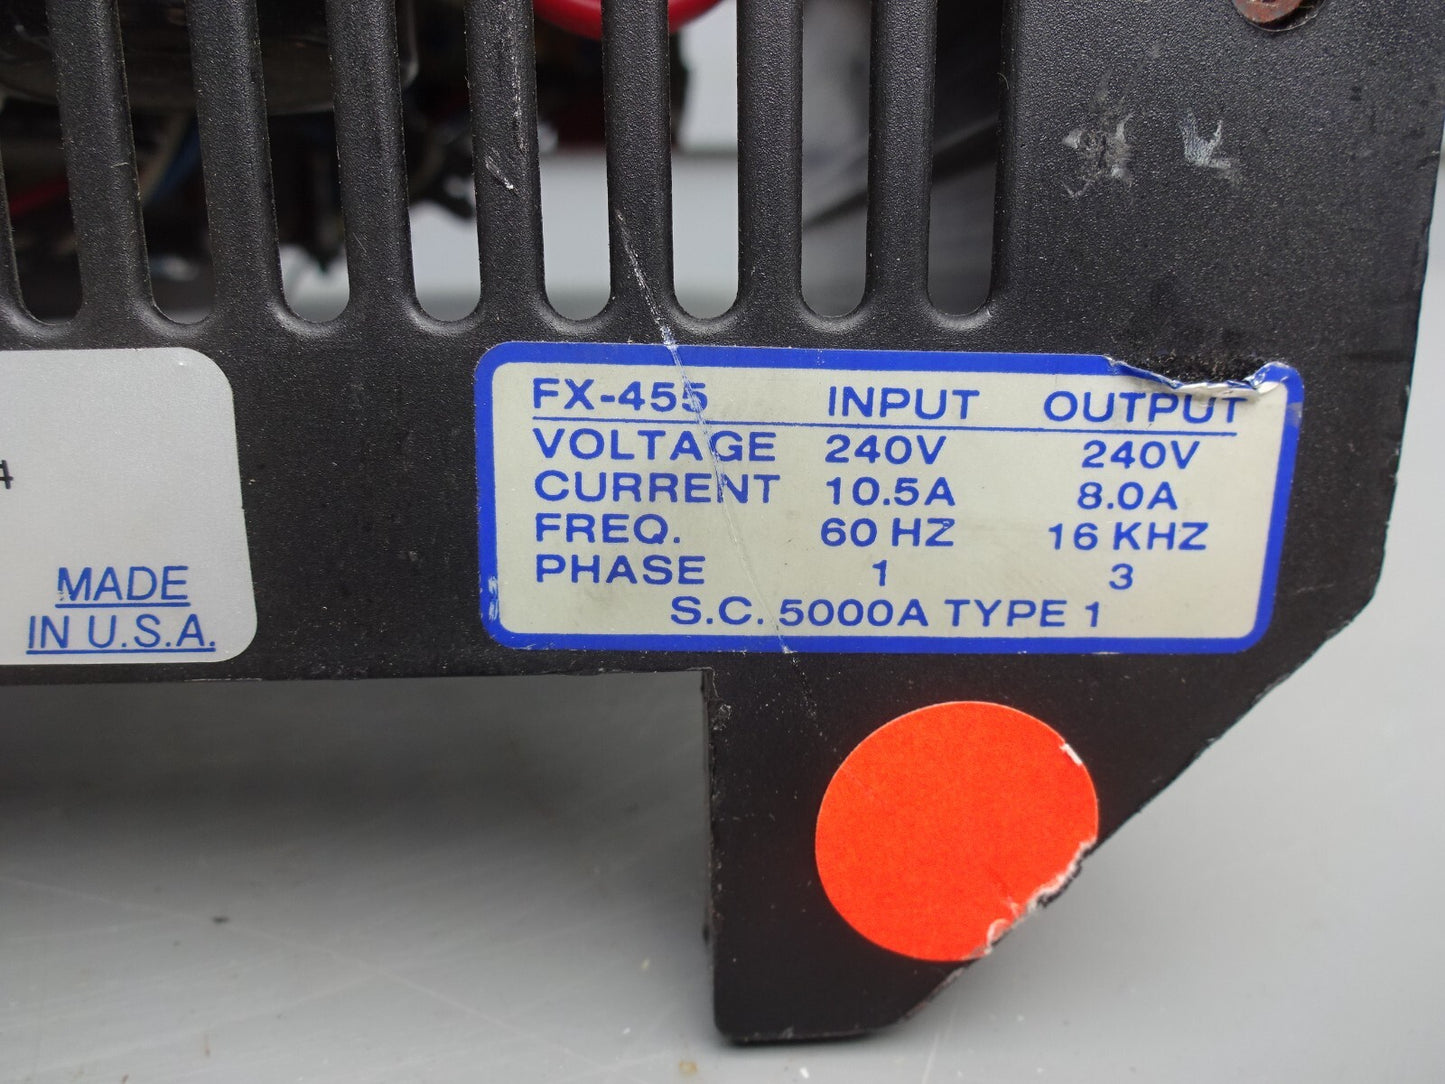 FX-455 INPUT OUTPUT
VOLTAGE 240V 240V
CURRENT 10.5A 8.0A
FREQ. 60 HZ 16 KHZ
PHASE 1 3
S.C. 5000A TYPE 1
MADE
IN U.S.A.